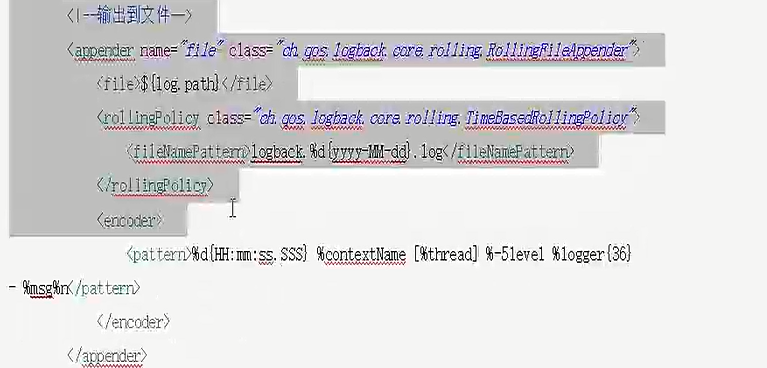 <!--输出到文件-->
<appender name="file" class="ch.qos.logback.core.rolling.RollingFileAppender">
<file>${log.path}</file>
<rollingPolicy class="ch.qos.logback.core.rolling.TimeBasedRollingPolicy">
<fileNamePattern>logback.%d{yyyy-MM-dd}.log</fileNamePattern>
</rollingPolicy>
<encoder>
<pattern>%d{HH:mm:ss.SSS} %contextName [%thread] %-5level %logger{36}
- %msg%n</pattern>
</encoder>
</appender>